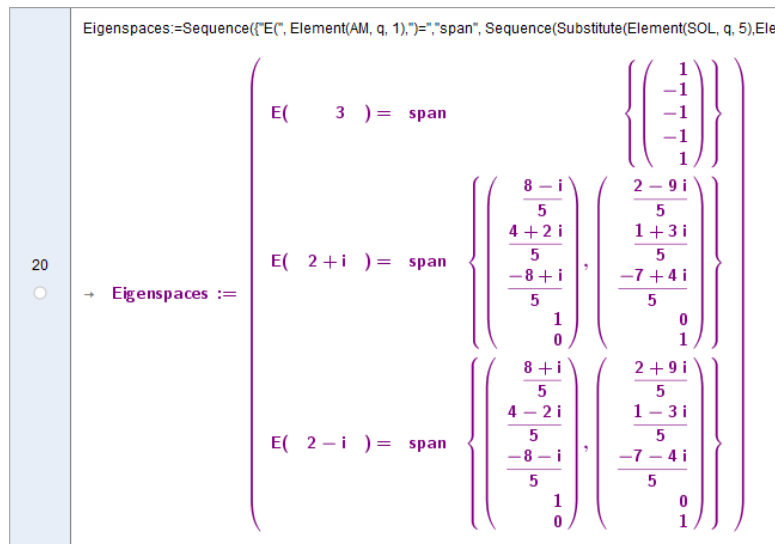 Eigenspaces:=Sequence({"E(", Element(AM, q, 1),")=","span", Sequence(Substitute(Element(SOL, q, 5),Ele
20
→ Eigenspaces :=
E( 3 ) = span { ( 1 -1 -1 -1 1 ) }
E( 2 + i ) = span { ( (8 - i)/5 (4 + 2 i)/5 (-8 + i)/5 1 0 ) , ( (2 - 9 i)/5 (1 + 3 i)/5 (-7 + 4 i)/5 0 1 ) }
E( 2 - i ) = span { ( (8 + i)/5 (4 - 2 i)/5 (-8 - i)/5 1 0 ) , ( (2 + 9 i)/5 (1 - 3 i)/5 (-7 - 4 i)/5 0 1 ) }